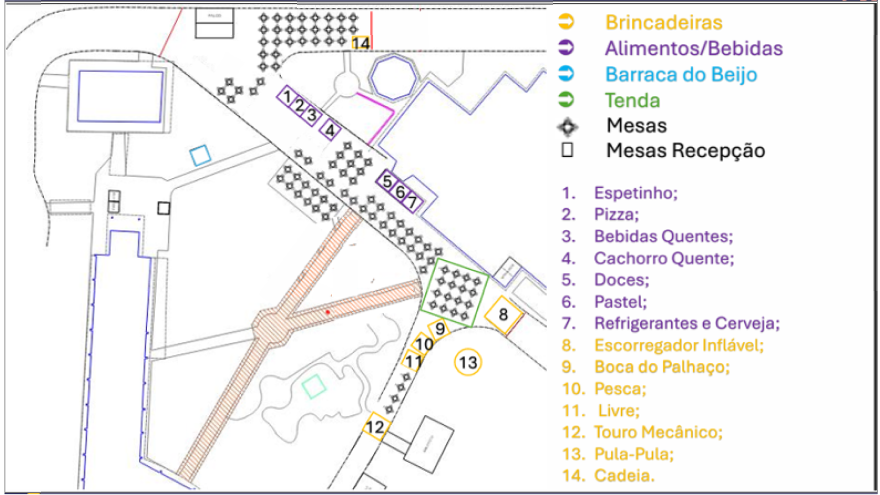 Brincadeiras
Alimentos/Bebidas
Barraca do Beijo
Tenda
Mesas
Mesas Recepção
1. Espetinho;
2. Pizza;
3. Bebidas Quentes;
4. Cachorro Quente;
5. Doces;
6. Pastel;
7. Refrigerantes e Cerveja;
8. Escorregador Inflável;
9. Boca do Palhaço;
10. Pesca;
11. Livre;
12. Touro Mecânico;
13. Pula-Pula;
14. Cadeia.
14
1
2
3
4
5
6
7
8
9
10
11
13
12